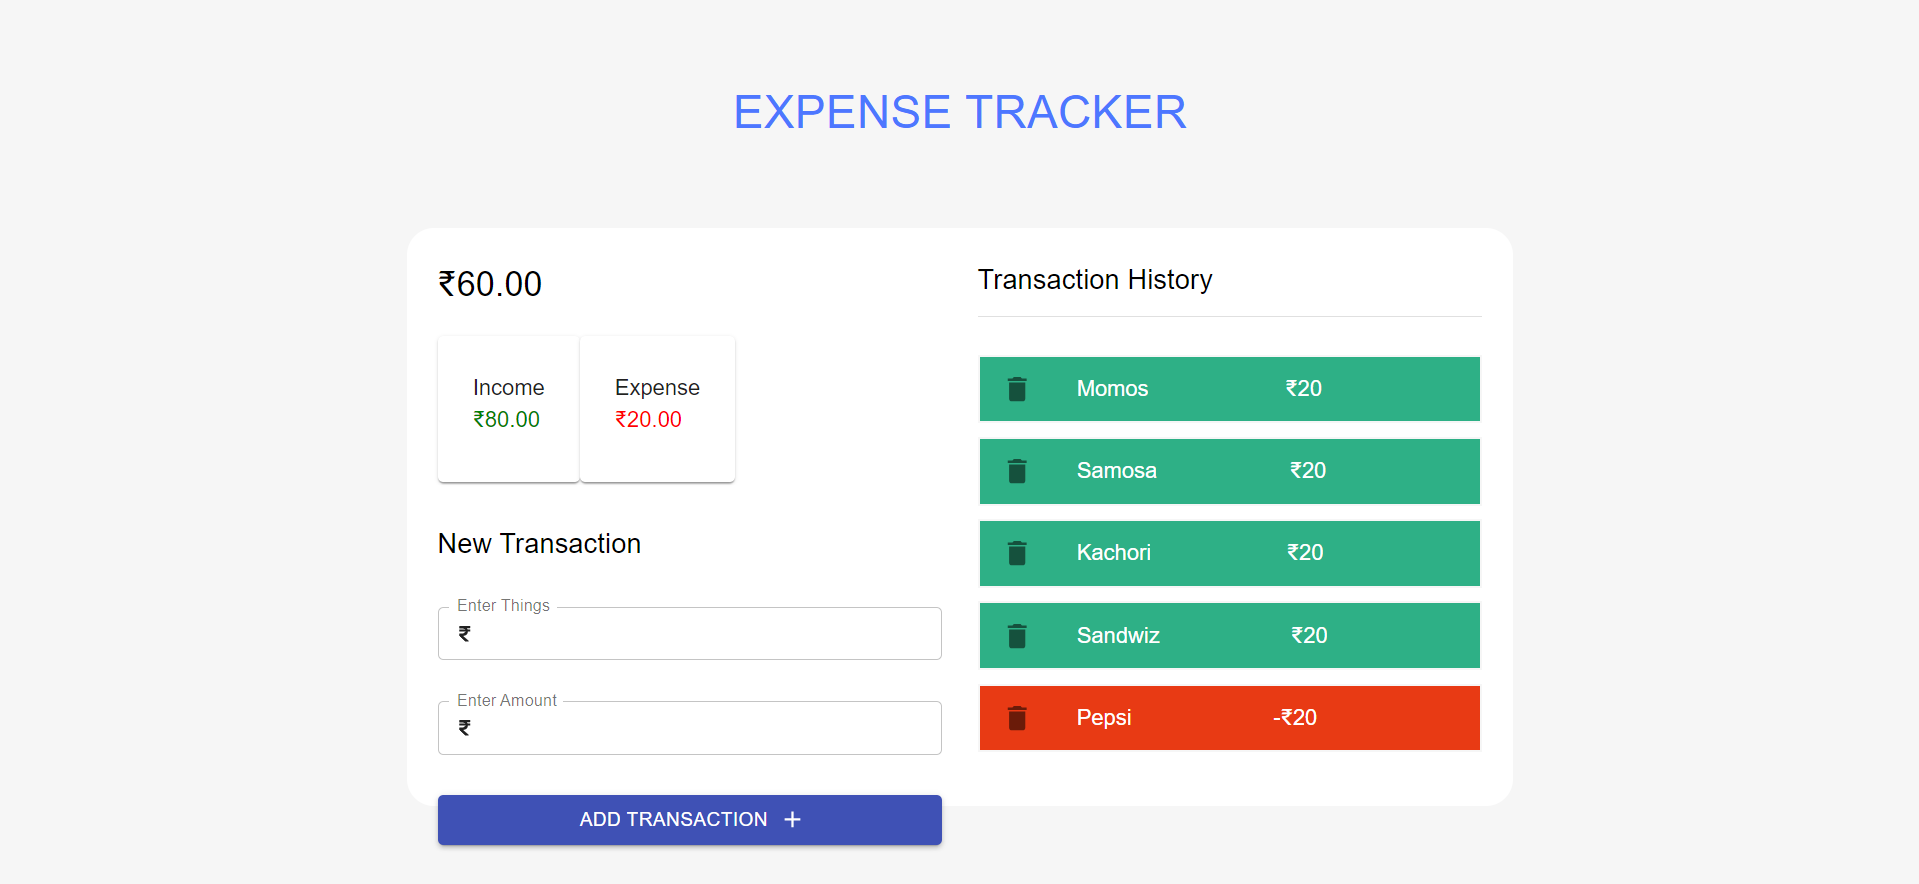 EXPENSE TRACKER
₹60.00
Income
₹80.00
Expense
₹20.00
New Transaction
Enter Things
₹
Enter Amount
₹
ADD TRANSACTION +
Transaction History
Momos ₹20
Samosa ₹20
Kachori ₹20
Sandwiz ₹20
Pepsi -₹20